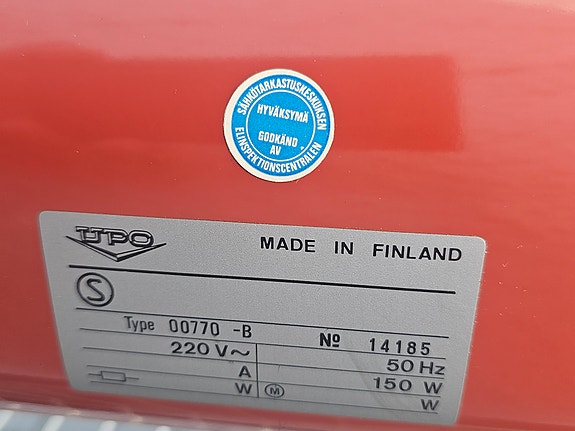 SÄHKÖTARKASTUSKESKUKSEN
HYVÄKSYMÄ
GODKÄND
AV
ELINSPEKTIONSCENTRALEN
UPO MADE IN FINLAND
S
Type 00770 -B № 14185
220 V~ 50 Hz
A 150 W
W M W